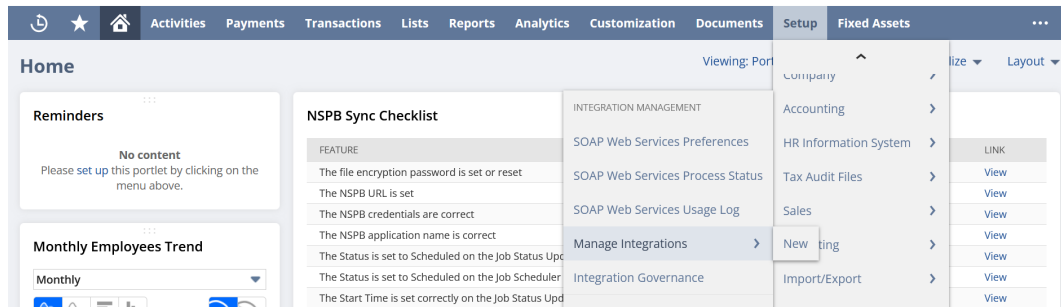 Activities Payments Transactions Lists Reports Analytics Customization Documents Setup Fixed Assets
Home
Viewing: Port
lize
Layout
Reminders
No content
Please set up this portlet by clicking on the
menu above.
Monthly Employees Trend
Monthly
NSPB Sync Checklist
FEATURE
LINK
The file encryption password is set or reset
View
The NSPB URL is set
View
The NSPB credentials are correct
View
The NSPB application name is correct
View
The Status is set to Scheduled on the Job Status Upd
View
The Status is set to Scheduled on the Job Scheduler
View
The Start Time is set correctly on the Job Status Upd
View
INTEGRATION MANAGEMENT
SOAP Web Services Preferences
SOAP Web Services Process Status
SOAP Web Services Usage Log
Manage Integrations
Integration Governance
Company
Accounting
HR Information System
Tax Audit Files
Sales
New
ting
Import/Export